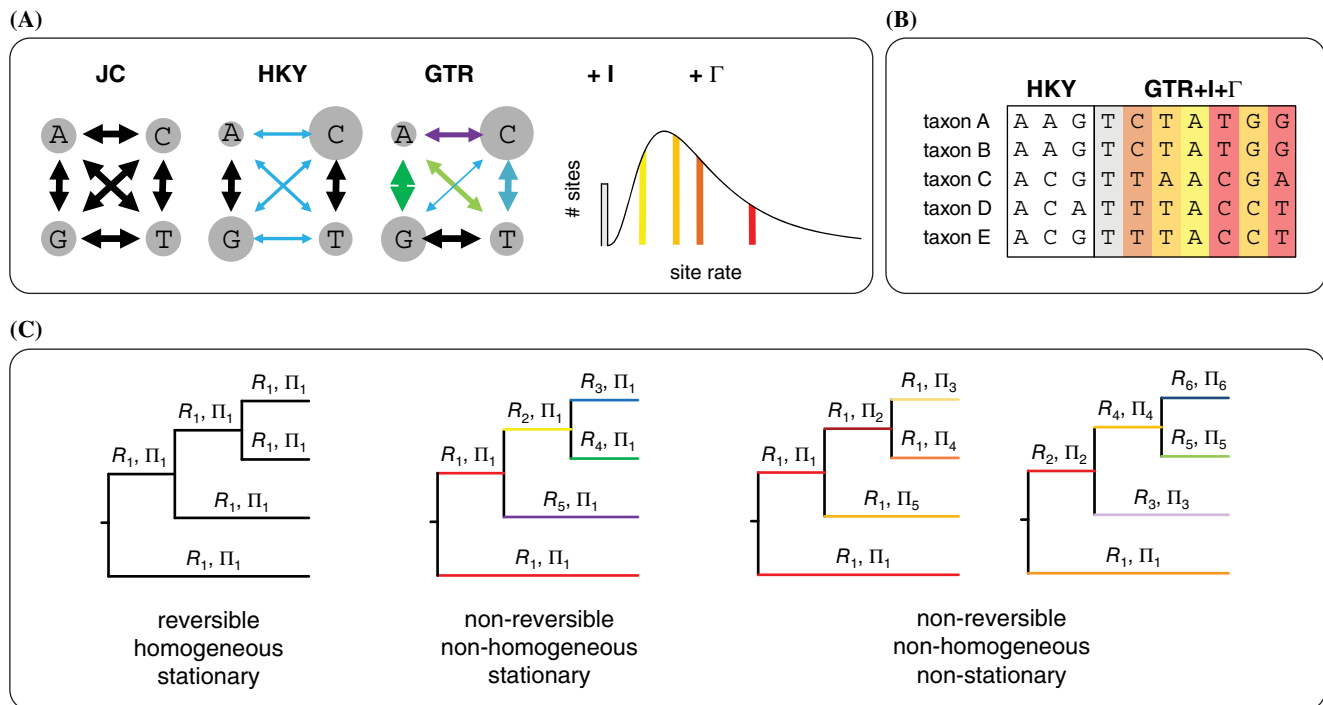 (A)
JC HKY GTR + I + Γ
A C A C A C
G T G T G T
# sites
site rate
(B)
HKY GTR+I+Γ
taxon A A A G T C T A T G G
taxon B A A G T C T A T G G
taxon C A C G T T A A C G A
taxon D A C A T T T A C C T
taxon E A C G T T T A C C T
(C)
R1, Π1
R1, Π1
R1, Π1
R1, Π1
R1, Π1
R1, Π1
reversible
homogeneous
stationary
R3, Π1
R2, Π1
R4, Π1
R1, Π1
R5, Π1
R1, Π1
non-reversible
non-homogeneous
stationary
R1, Π3
R1, Π2
R1, Π4
R1, Π1
R1, Π5
R1, Π1
R6, Π6
R4, Π4
R5, Π5
R2, Π2
R3, Π3
R1, Π1
non-reversible
non-homogeneous
non-stationary